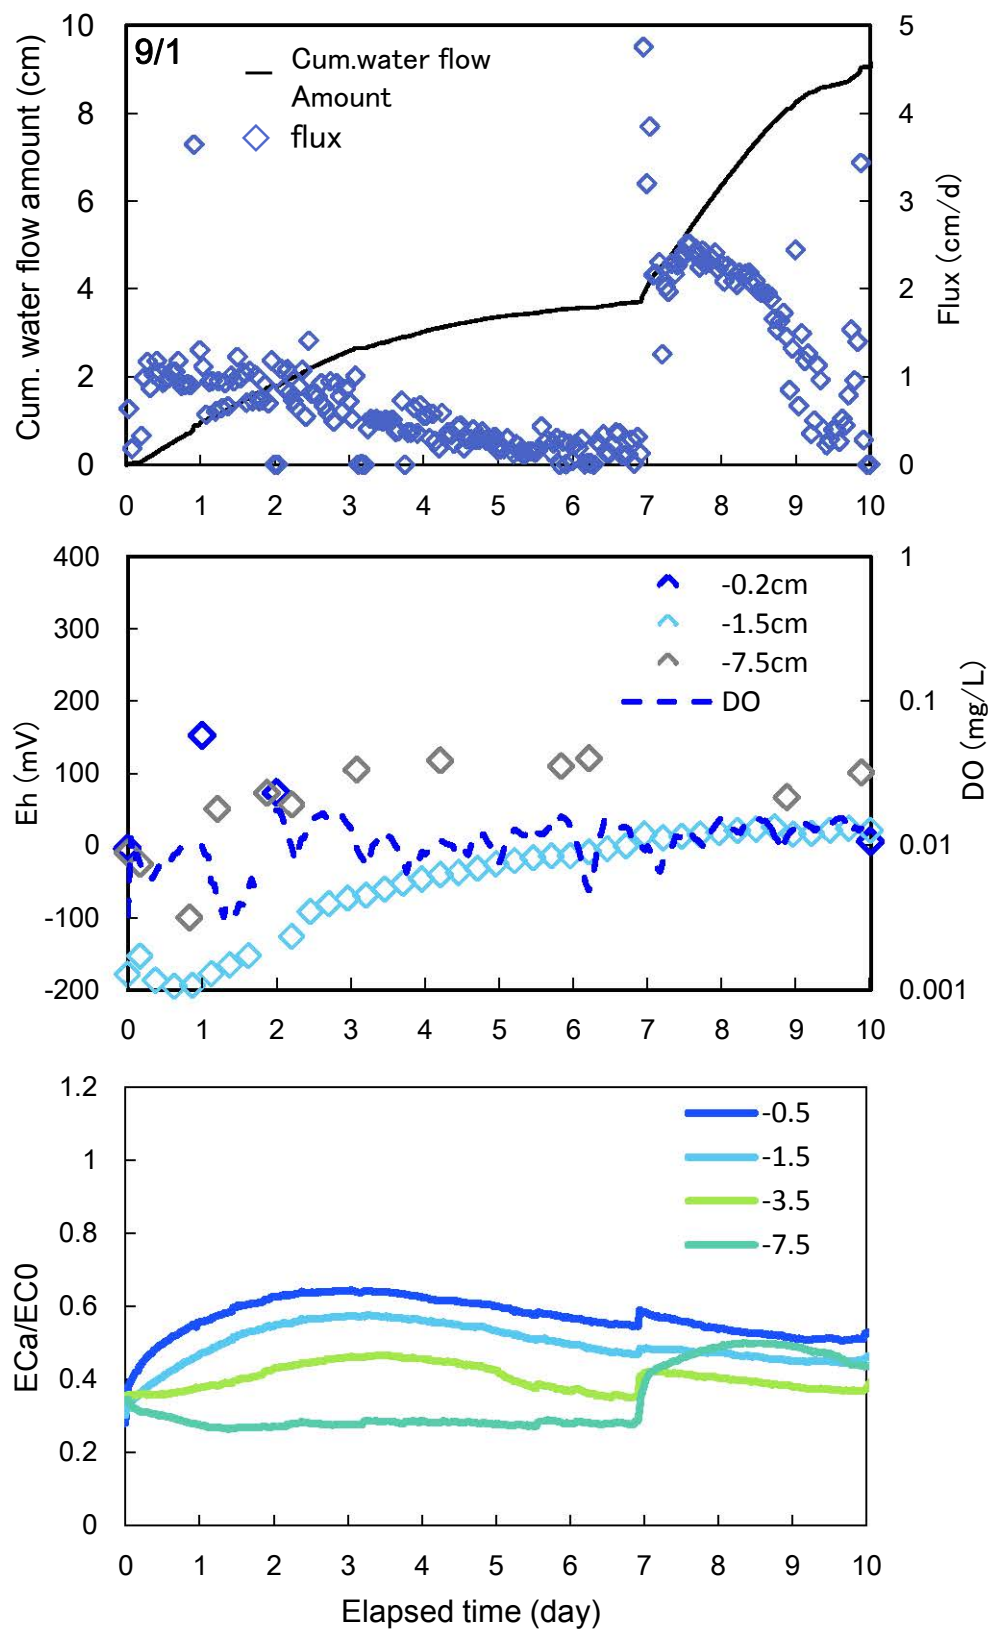 10
8
6
4
2
0
Cum. water flow amount (cm)
9/1
Cum.water flow
Amount
flux
5
4
3
2
1
0
Flux (cm/d)
0 1 2 3 4 5 6 7 8 9 10
400
300
200
100
0
-100
-200
Eh (mV)
-0.2cm
-1.5cm
-7.5cm
DO
1
0.1
0.01
0.001
DO (mg/L)
0 1 2 3 4 5 6 7 8 9 10
1.2
1
0.8
0.6
0.4
0.2
0
ECa/EC0
-0.5
-1.5
-3.5
-7.5
0 1 2 3 4 5 6 7 8 9 10
Elapsed time (day)